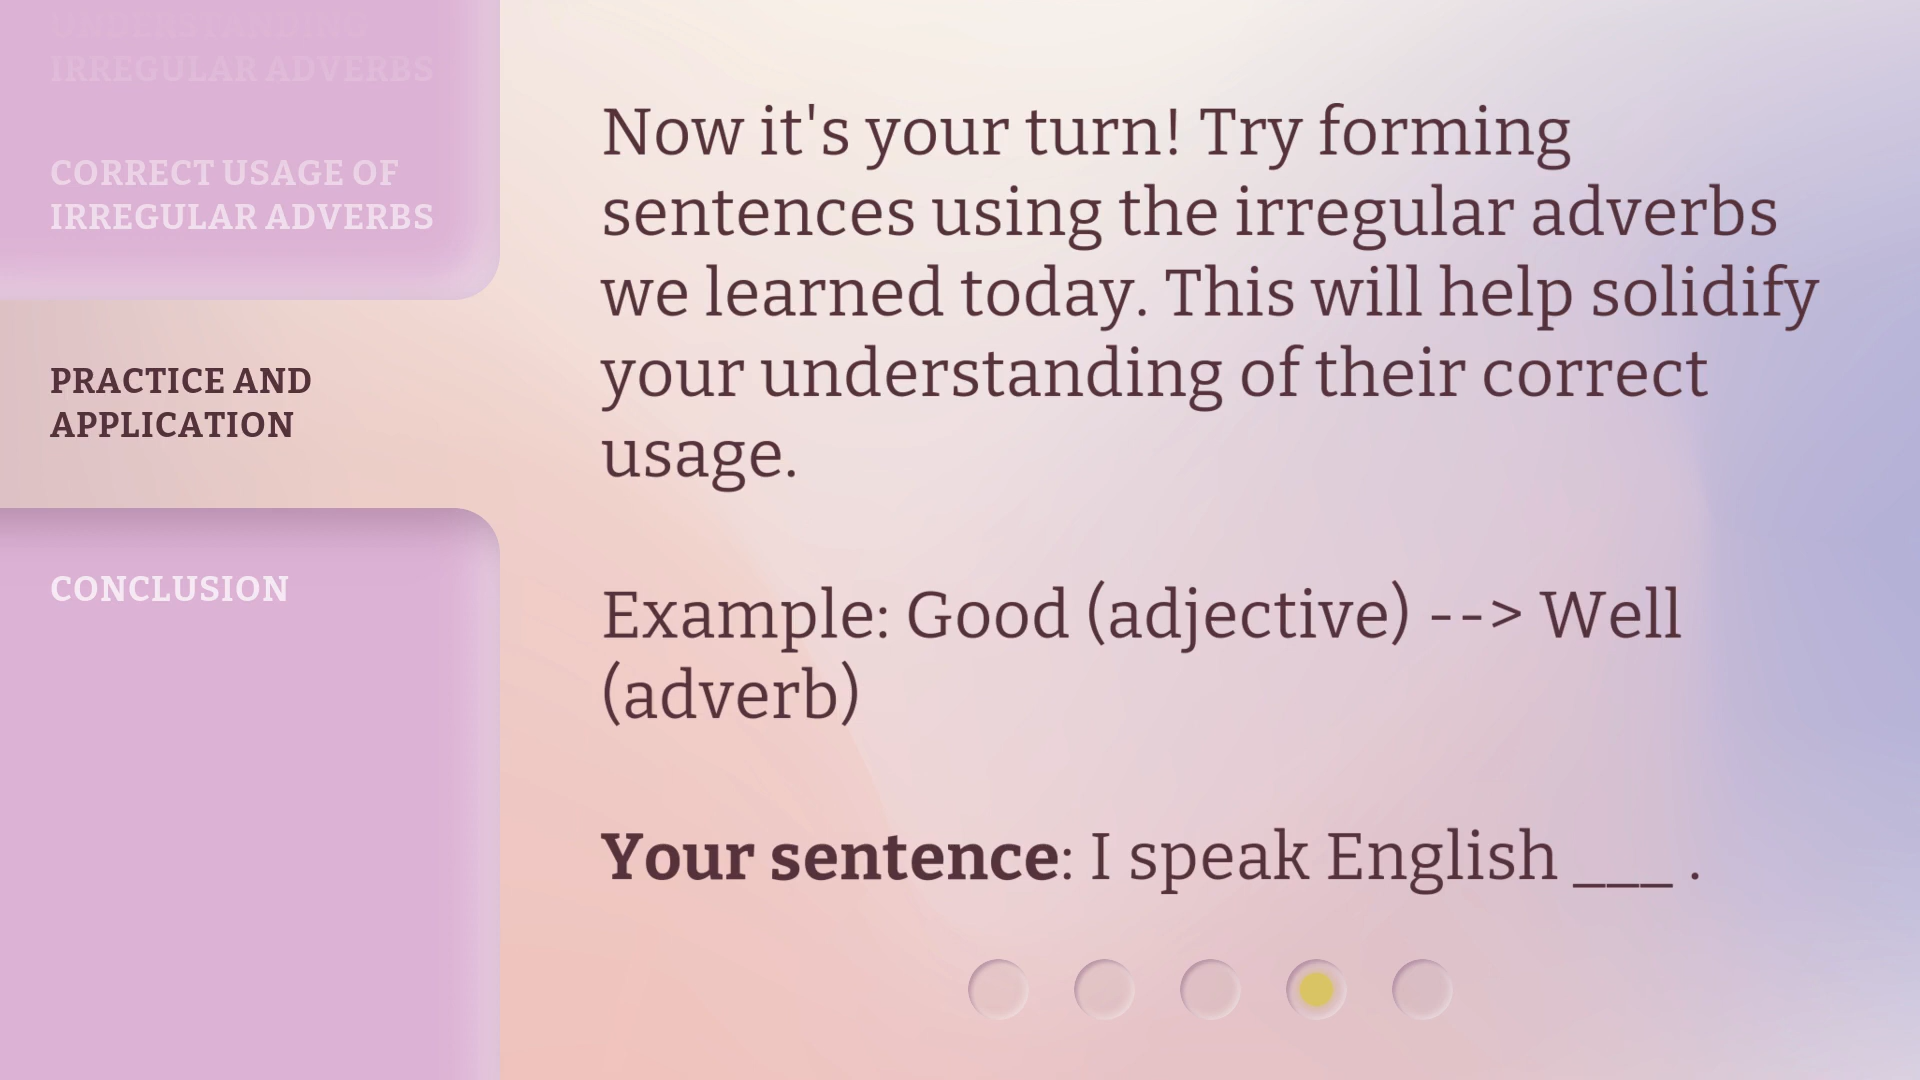 UNDERSTANDING
IRREGULAR ADVERBS
CORRECT USAGE OF
IRREGULAR ADVERBS
PRACTICE AND
APPLICATION
CONCLUSION
Now it's your turn! Try forming
sentences using the irregular adverbs
we learned today. This will help solidify
your understanding of their correct
usage.
Example: Good (adjective) --> Well
(adverb)
Your sentence: I speak English ___ .